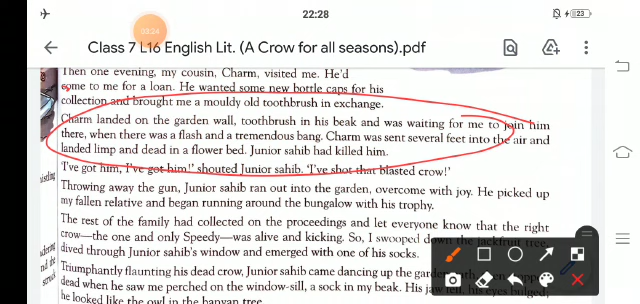 22:28
23
03:24
Class 7 L16 English Lit. (A Crow for all seasons).pdf
Then one evening, my cousin, Charm, visited me. He'd
come to me for a loan. He wanted some new bottle caps for his
collection and brought me a mouldy old toothbrush in exchange.
Charm landed on the garden wall, toothbrush in his beak and was waiting for me to join him
there, when there was a flash and a tremendous bang. Charm was sent several feet into the air and
landed limp and dead in a flower bed. Junior sahib had killed him.
'I've got him, I've got him!' shouted Junior sahib. 'I've shot that blasted crow!'
Throwing away the gun, Junior sahib ran out into the garden, overcome with joy. He picked up
my fallen relative and began running around the bungalow with his trophy.
The rest of the family had collected on the proceedings and let everyone know that the right
crow—the one and only Speedy—was alive and kicking. So, I swooped down the jackfruit tree,
dived through Junior sahib's window and emerged with one of his socks.
Triumphantly flaunting his dead crow, Junior sahib came dancing up the garden
dead when he saw me perched on the window-sill, a sock in my beak. His jaw fell, his eyes bulged;
he looked like the owl in the banyan tree.